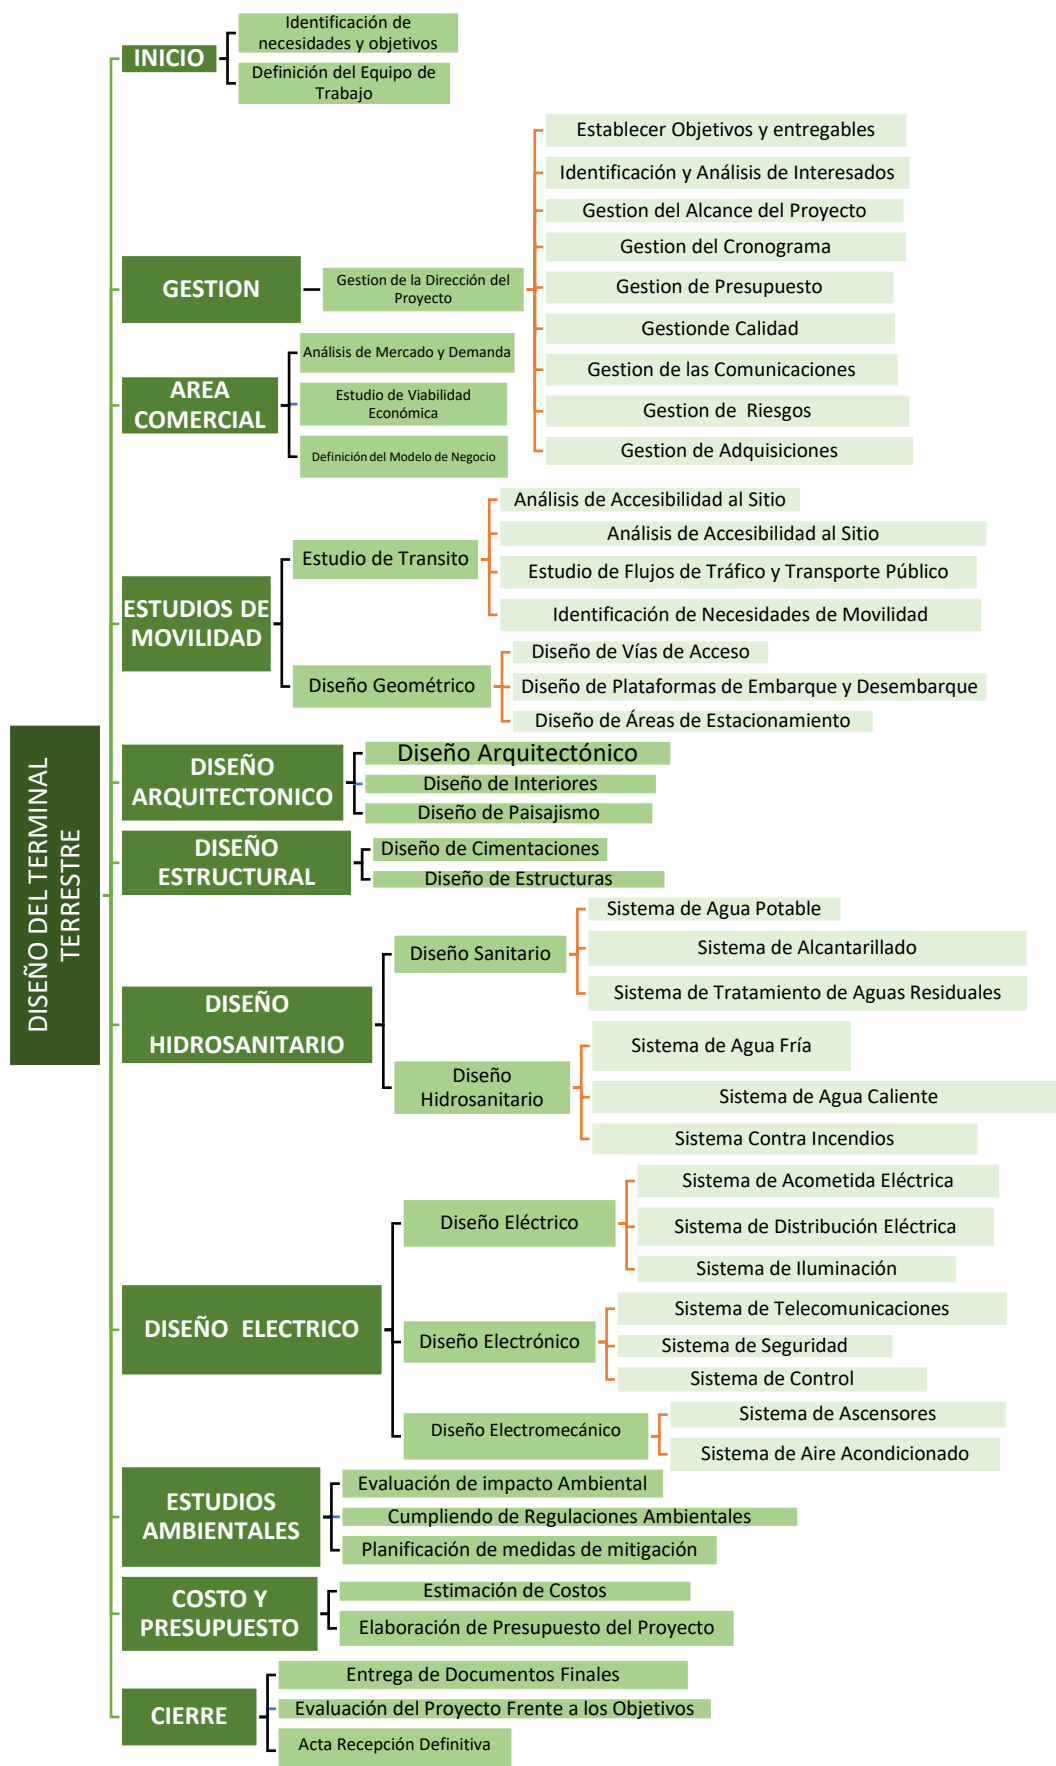 DISEÑO DEL TERMINAL
TERRESTRE
INICIO
Identificación de
necesidades y objetivos
Definición del Equipo de
Trabajo
GESTION
Gestion de la Dirección del
Proyecto
Establecer Objetivos y entregables
Identificación y Análisis de Interesados
Gestion del Alcance del Proyecto
Gestion del Cronograma
Gestion de Presupuesto
Gestionde Calidad
Gestion de las Comunicaciones
Gestion de Riesgos
Gestion de Adquisiciones
AREA
COMERCIAL
Análisis de Mercado y Demanda
Estudio de Viabilidad
Económica
Definición del Modelo de Negocio
ESTUDIOS DE
MOVILIDAD
Estudio de Transito
Análisis de Accesibilidad al Sitio
Análisis de Accesibilidad al Sitio
Estudio de Flujos de Tráfico y Transporte Público
Identificación de Necesidades de Movilidad
Diseño Geométrico
Diseño de Vías de Acceso
Diseño de Plataformas de Embarque y Desembarque
Diseño de Áreas de Estacionamiento
DISEÑO
ARQUITECTONICO
Diseño Arquitectónico
Diseño de Interiores
Diseño de Paisajismo
DISEÑO
ESTRUCTURAL
Diseño de Cimentaciones
Diseño de Estructuras
DISEÑO
HIDROSANITARIO
Diseño Sanitario
Sistema de Agua Potable
Sistema de Alcantarillado
Sistema de Tratamiento de Aguas Residuales
Diseño
Hidrosanitario
Sistema de Agua Fría
Sistema de Agua Caliente
Sistema Contra Incendios
DISEÑO ELECTRICO
Diseño Eléctrico
Sistema de Acometida Eléctrica
Sistema de Distribución Eléctrica
Sistema de Iluminación
Diseño Electrónico
Sistema de Telecomunicaciones
Sistema de Seguridad
Sistema de Control
Diseño Electromecánico
Sistema de Ascensores
Sistema de Aire Acondicionado
ESTUDIOS
AMBIENTALES
Evaluación de impacto Ambiental
Cumpliendo de Regulaciones Ambientales
Planificación de medidas de mitigación
COSTO Y
PRESUPUESTO
Estimación de Costos
Elaboración de Presupuesto del Proyecto
CIERRE
Entrega de Documentos Finales
Evaluación del Proyecto Frente a los Objetivos
Acta Recepción Definitiva